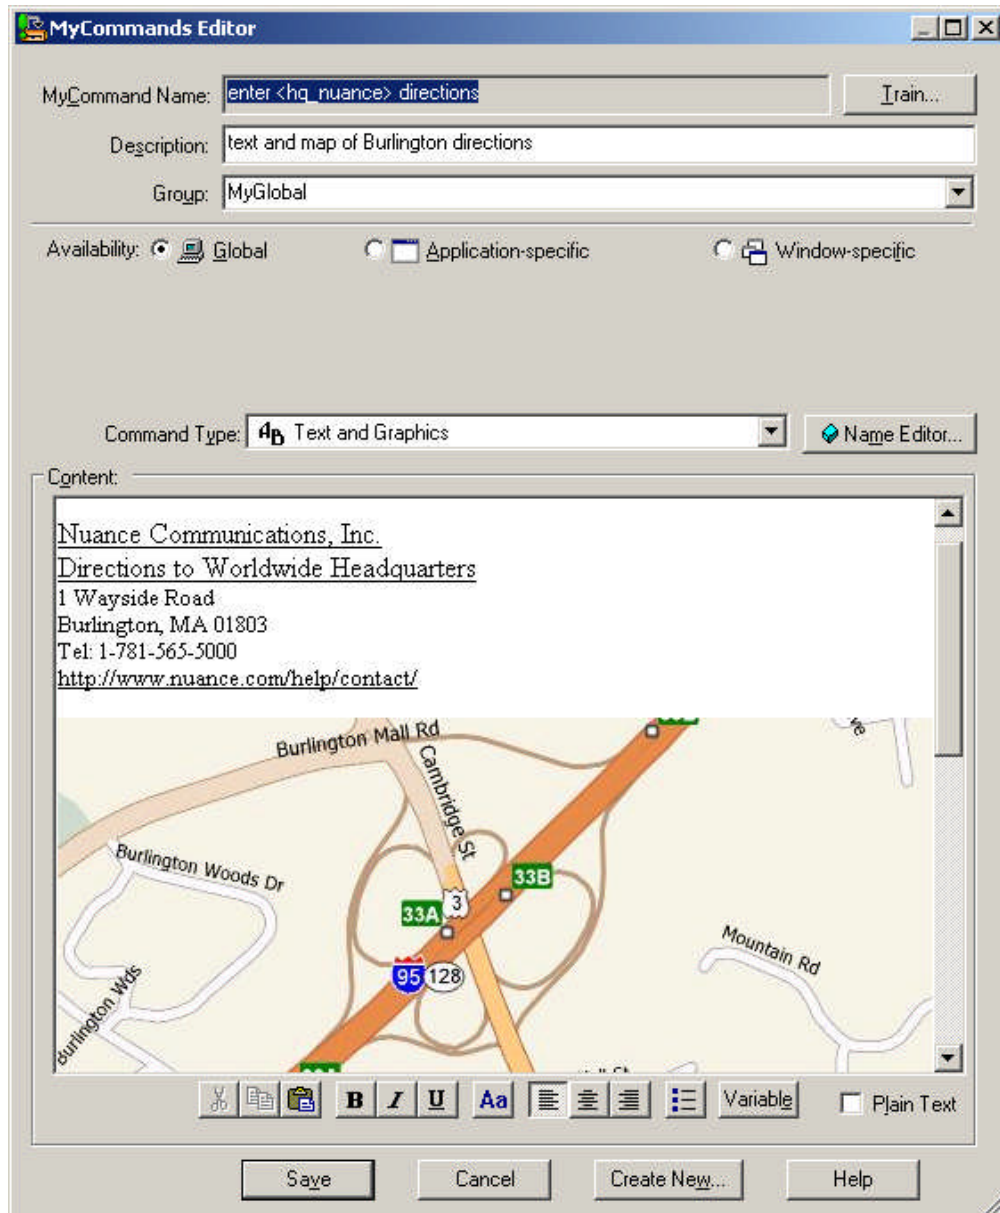 MyCommands Editor
MyCommand Name: enter <hq_nuance> directions Train...
Description: text and map of Burlington directions
Group: MyGlobal
Availability: Global Application-specific Window-specific
Command Type: AB Text and Graphics Name Editor...
Content:
Nuance Communications, Inc.
Directions to Worldwide Headquarters
1 Wayside Road
Burlington, MA 01803
Tel: 1-781-565-5000
http://www.nuance.com/help/contact/
Burlington Mall Rd
Cambridge St
Burlington Woods Dr
33B
33A 3
Mountain Rd
95 128
Burlington Wds
B I U Aa Variable Plain Text
Save Cancel Create New... Help